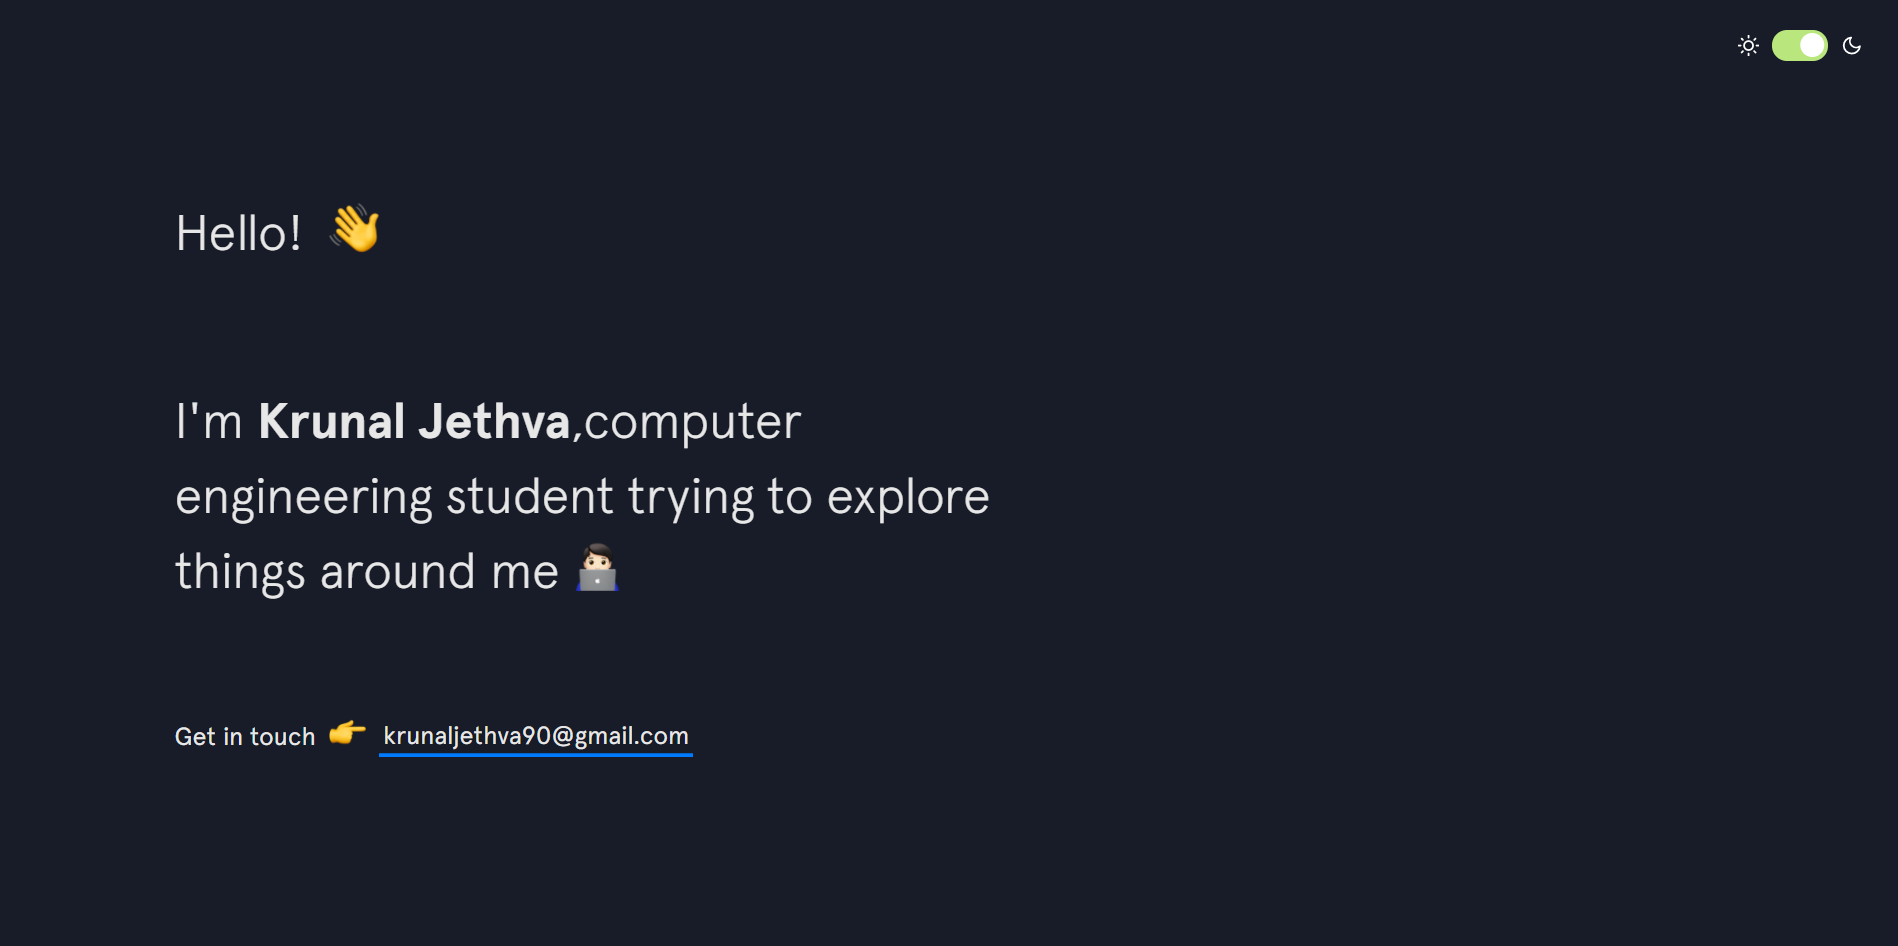 Hello! 👋
I'm Krunal Jethva,computer
engineering student trying to explore
things around me 🧑🏻‍💻
Get in touch 👉 krunaljethva90@gmail.com